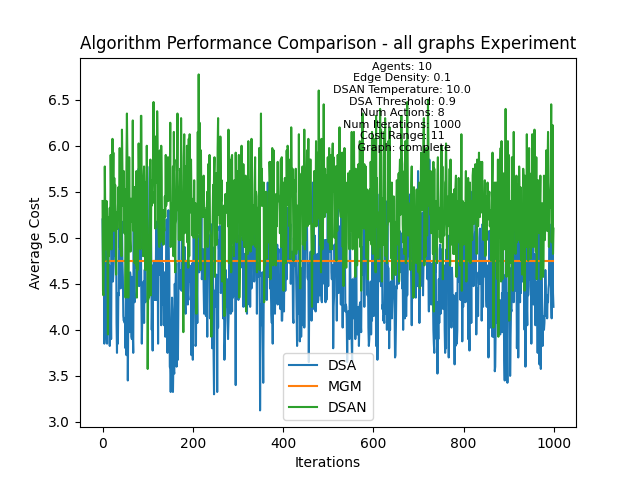 Algorithm Performance Comparison - all graphs Experiment
Agents: 10
Edge Density: 0.1
DSAN Temperature: 10.0
DSA Threshold: 0.9
Num Actions: 8
Num Iterations: 1000
Cost Range: 11
Graph: complete
Average Cost
6.5
6.0
5.5
5.0
4.5
4.0
3.5
3.0
DSA
MGM
DSAN
0
200
400
600
800
1000
Iterations